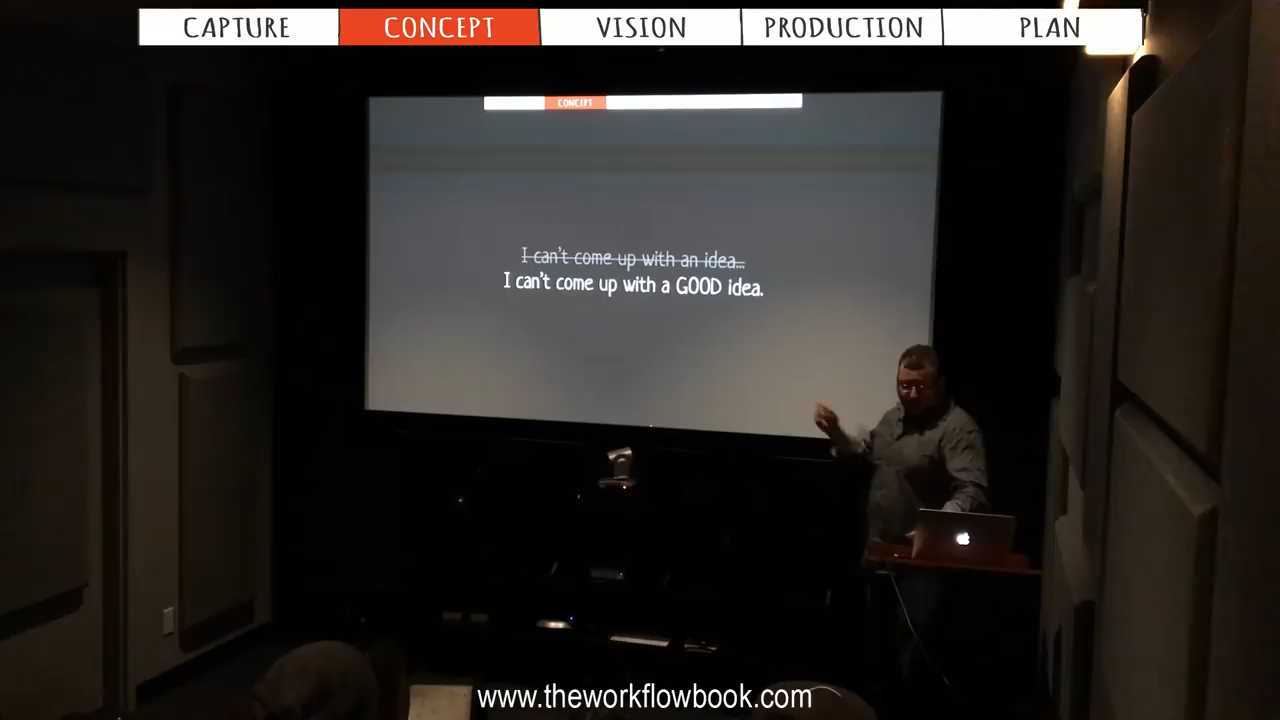 CAPTURE CONCEPT VISION PRODUCTION PLAN
CONCEPT
I can't come up with an idea...
I can't come up with a GOOD idea.
www.theworkflowbook.com